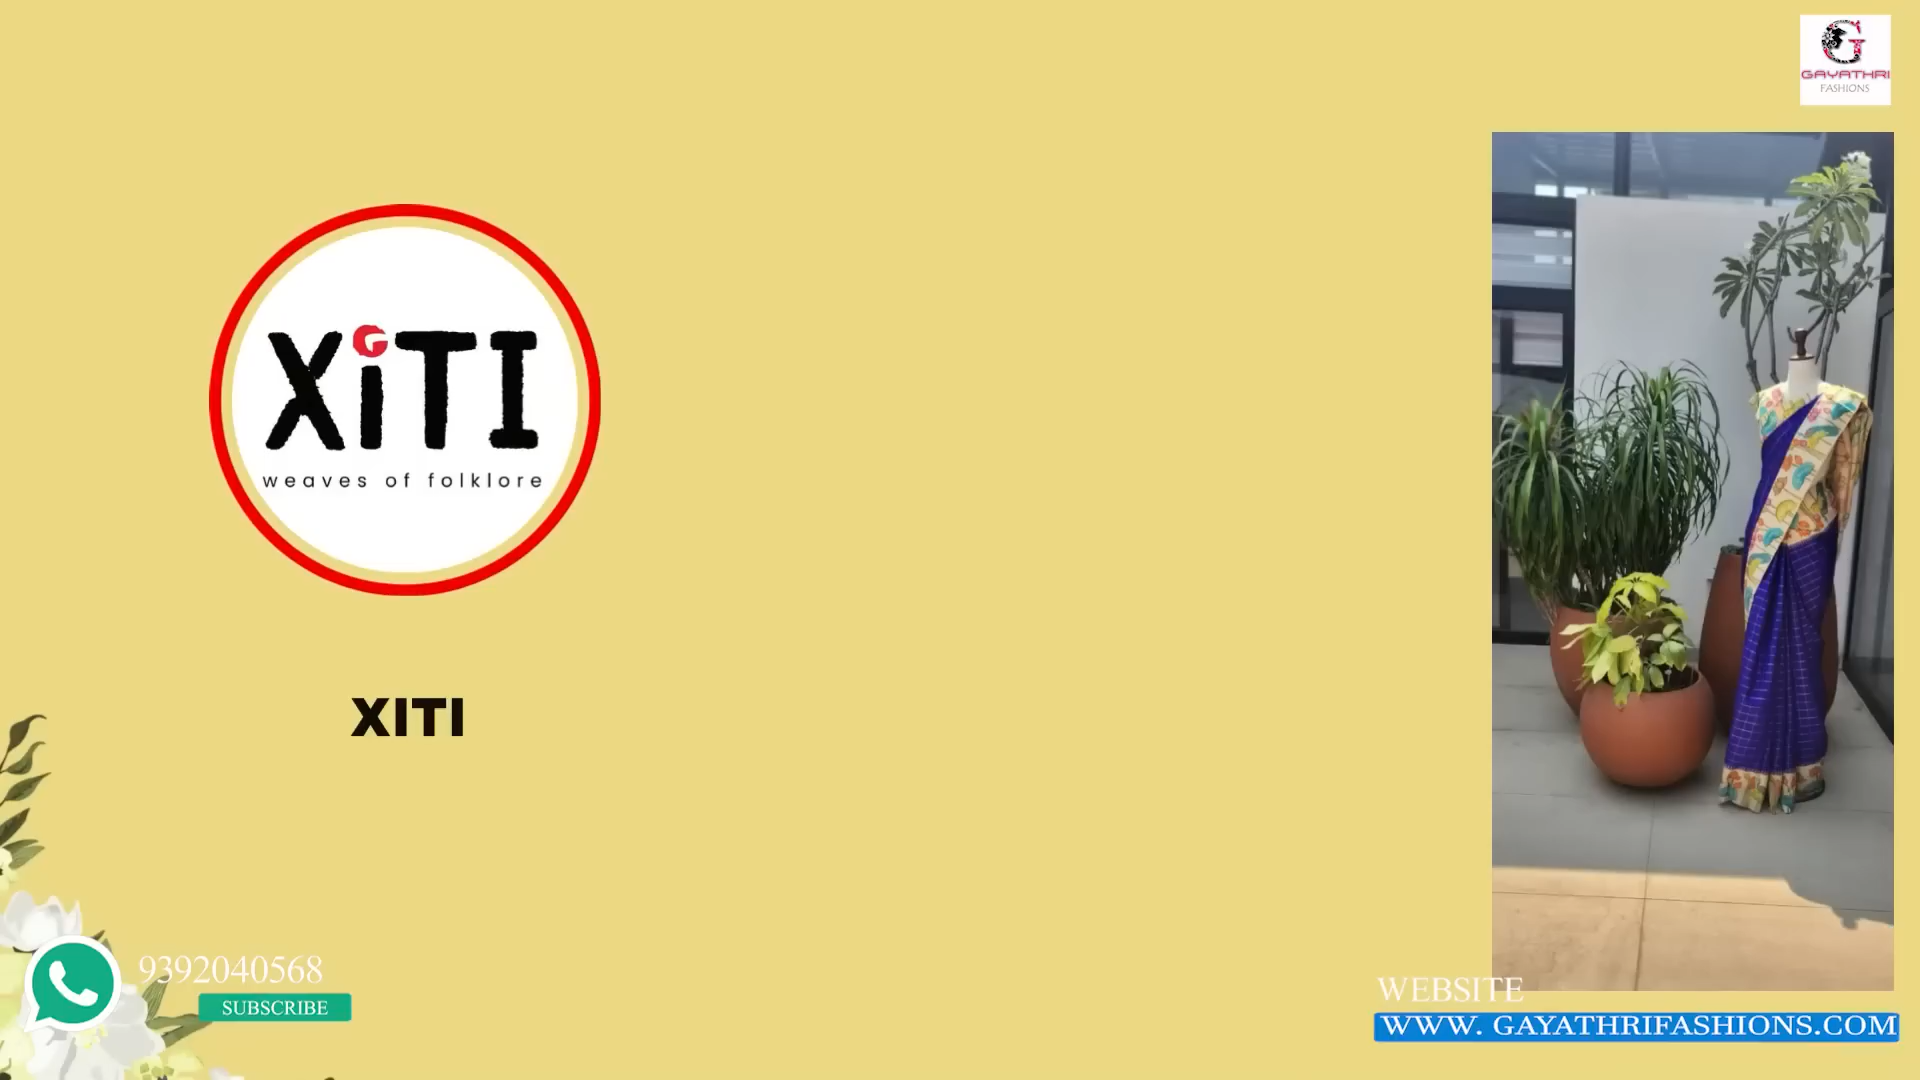 G
GAYATHRI
FASHIONS
XiTI
weaves of folklore
XITI
9392040568
SUBSCRIBE
WEBSITE
WWW. GAYATHRIFASHIONS.COM